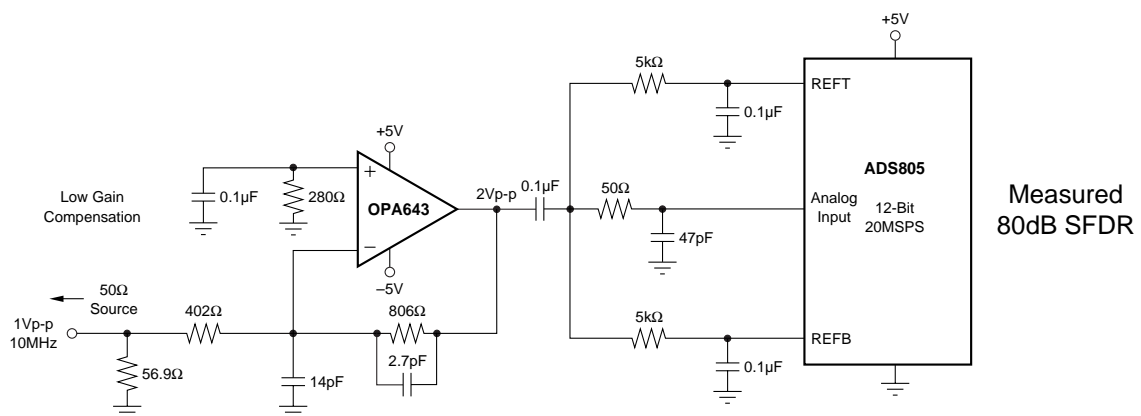 +5V
5kΩ
REFT
0.1µF
+5V
+
0.1µF
280Ω
OPA643
−
–5V
Low Gain
Compensation
2Vp-p
0.1µF
50Ω
47pF
Analog
Input
ADS805
12-Bit
20MSPS
Measured
80dB SFDR
50Ω
Source
1Vp-p
10MHz
56.9Ω
402Ω
14pF
806Ω
2.7pF
5kΩ
REFB
0.1µF